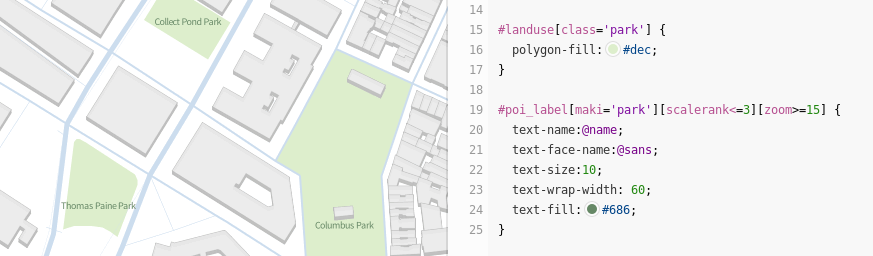 Collect Pond Park
Thomas Paine Park
Columbus Park
14
15 #landuse[class='park'] {
16 polygon-fill: #dec;
17 }
18
19 #poi_label[maki='park'][scalerank<=3][zoom>=15] {
20 text-name:@name;
21 text-face-name:@sans;
22 text-size:10;
23 text-wrap-width: 60;
24 text-fill: #686;
25 }